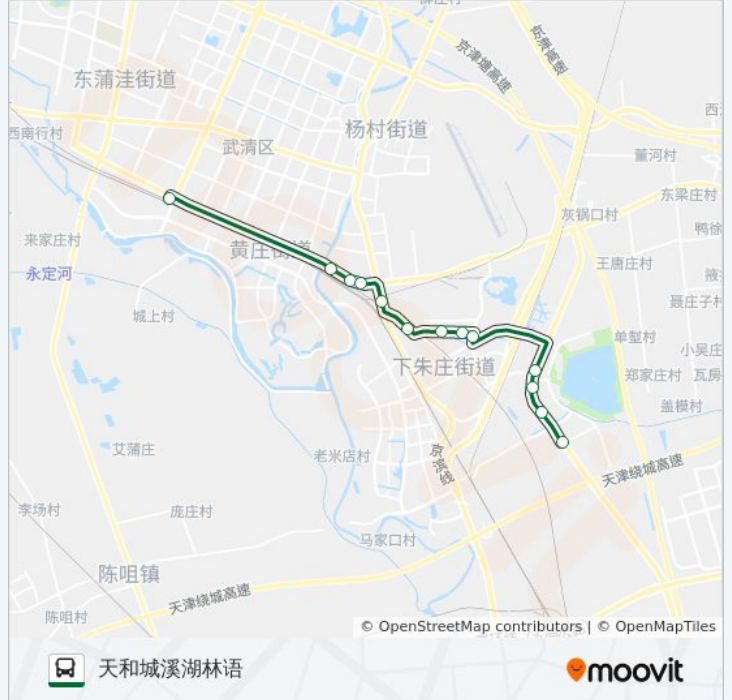 京津塘高速
京津高速
东蒲洼街道
西南行村
武清区
杨村街道
董河村
东梁庄村
灰锅口村
来家庄村
黄庄街道
永定河
王唐庄村
城上村
聂庄子村
单堼村
小吴庄
下朱庄街道
郑家庄村
瓦房
盖模村
艾蒲庄
老米店村
京滨线
天津绕城高速
李场村
庞庄村
马家口村
陈咀镇
天津绕城高速
陈咀村
© OpenStreetMap contributors | © OpenMapTiles
天和城溪湖林语
moovit